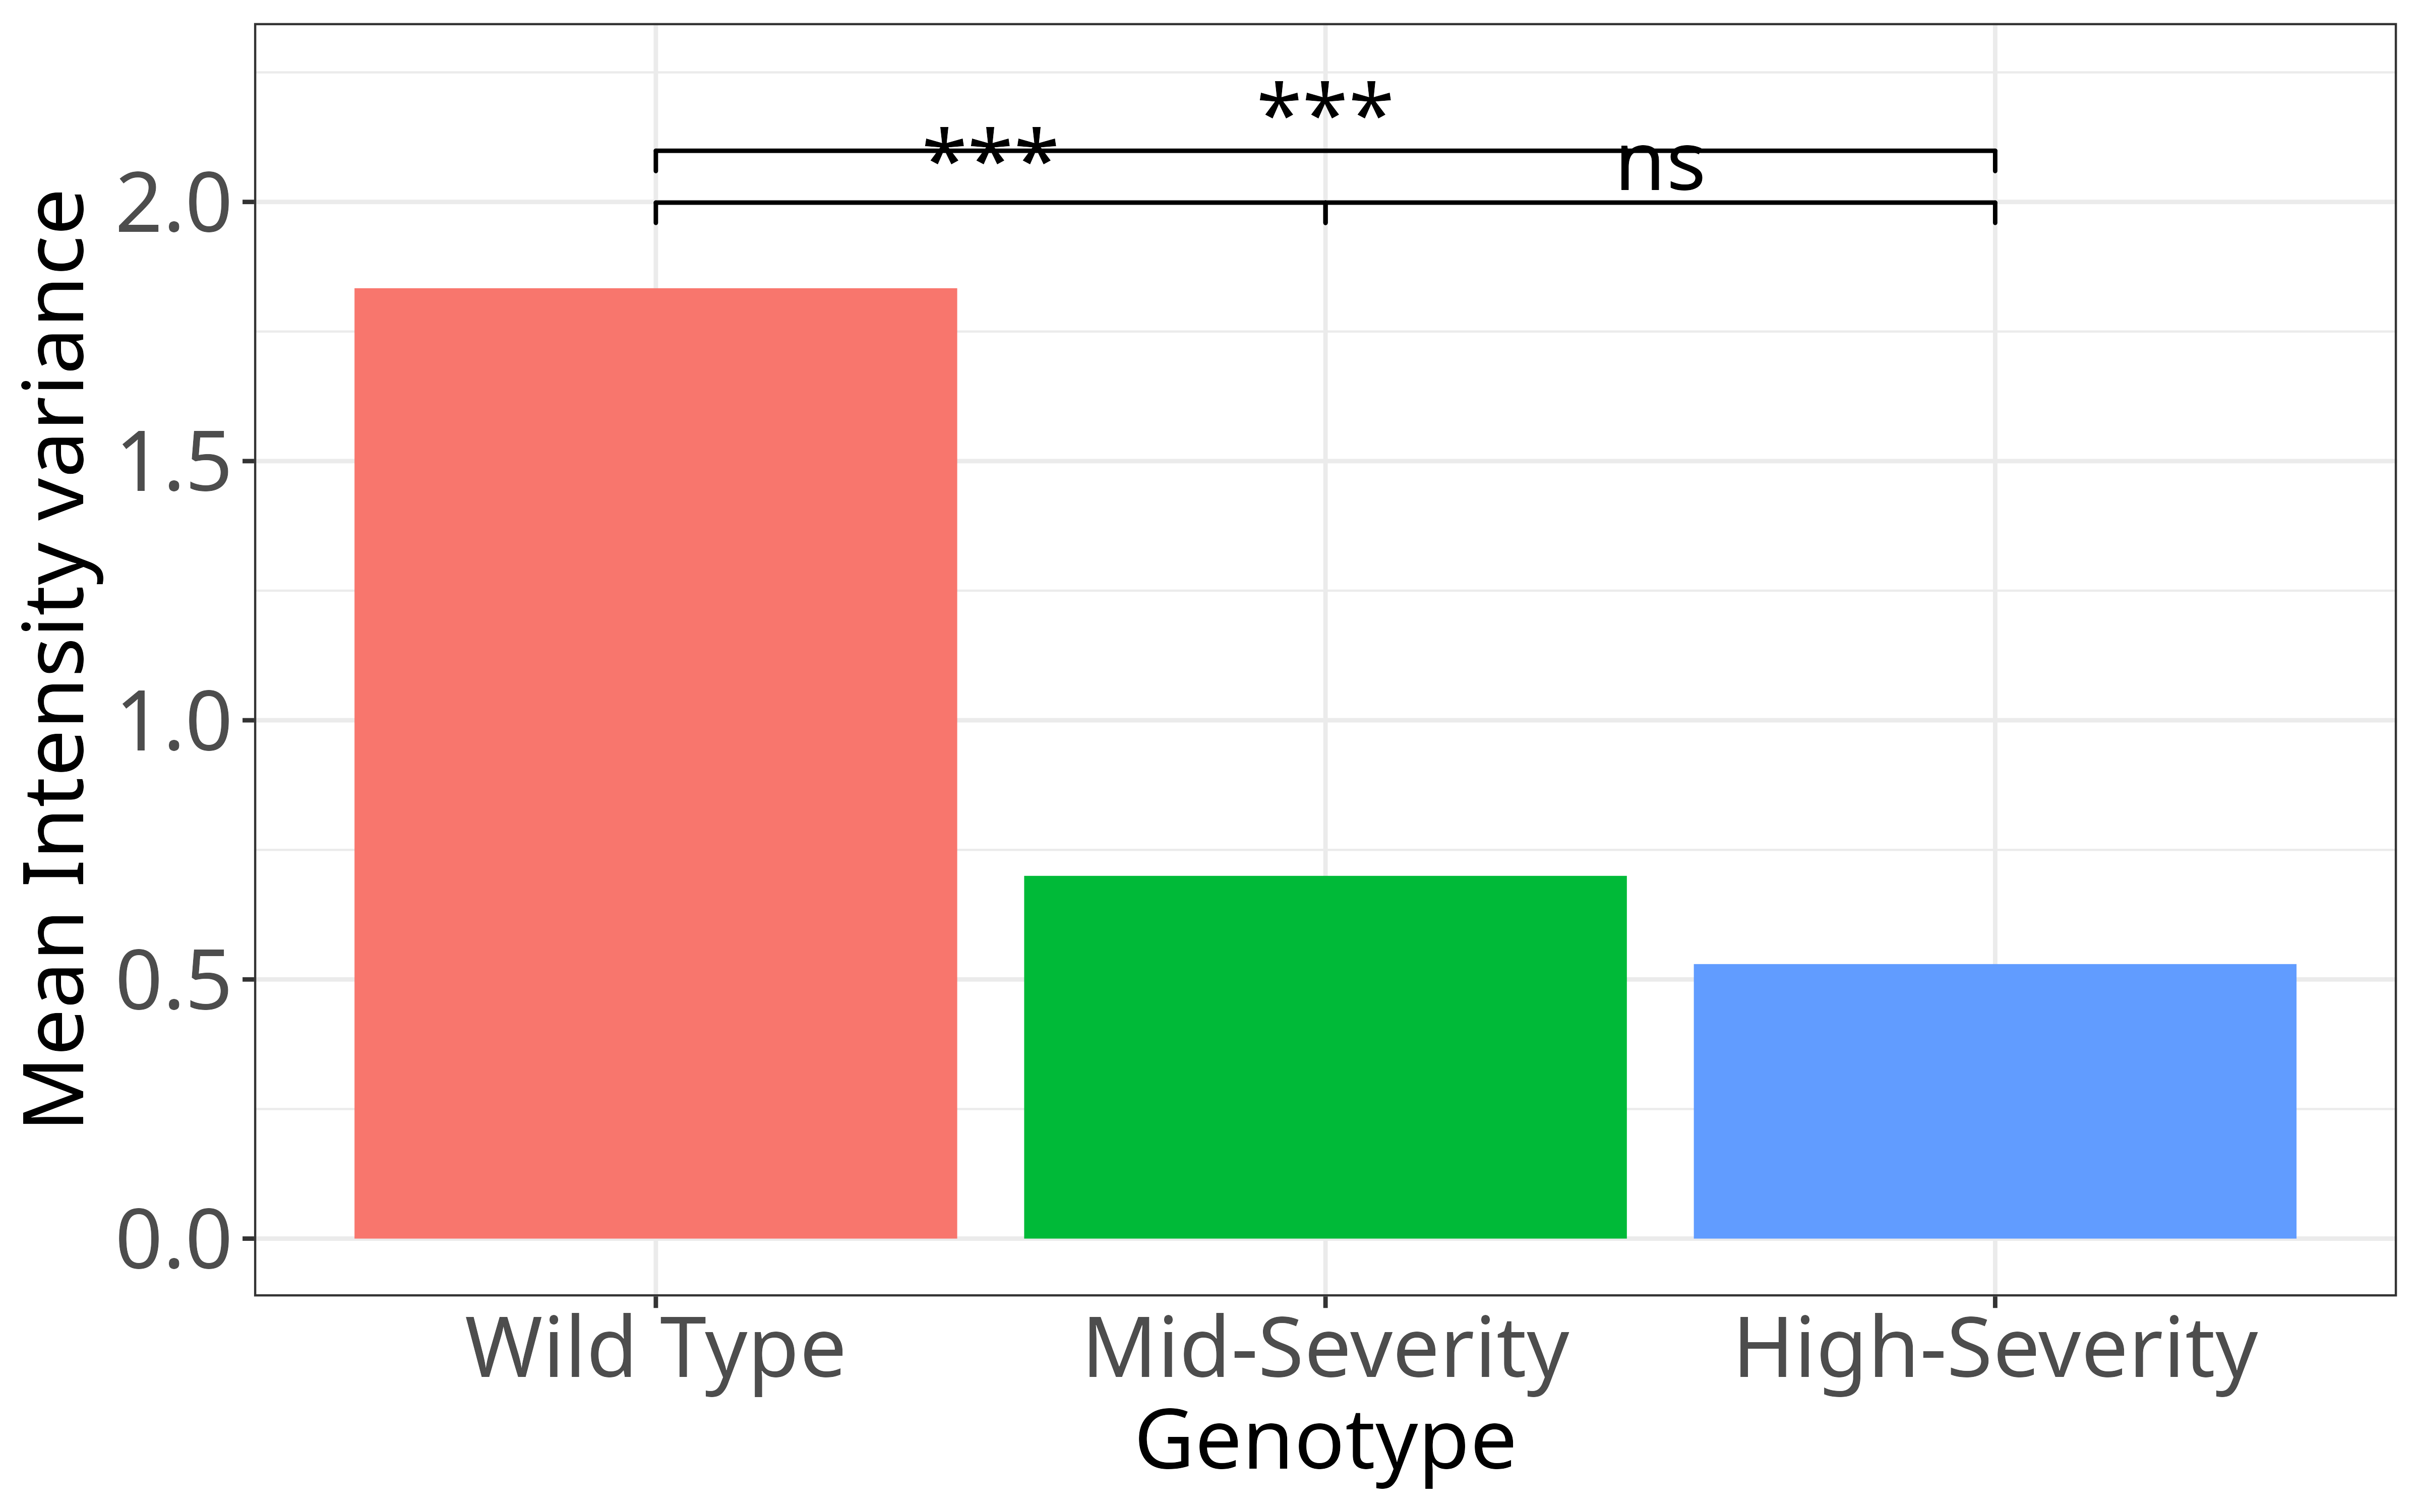 ***
***
ns
Mean Intensity variance
2.0
1.5
1.0
0.5
0.0
Wild Type Mid-Severity High-Severity
Genotype